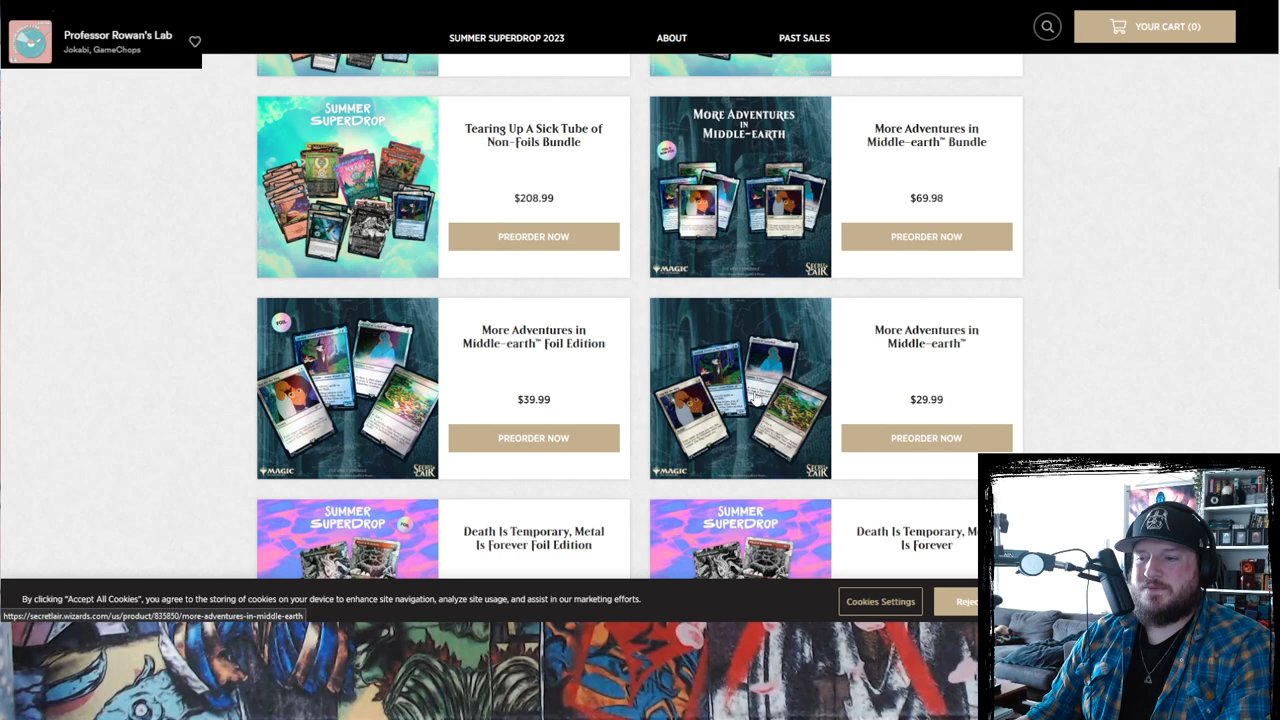 Professor Rowan's Lab
Jokabi, GameChops
SUMMER SUPERDROP 2023
ABOUT
PAST SALES
YOUR CART (0)
SUMMER
SUPERDROP
Tearing Up A Sick Tube of
Non-Foils Bundle
$208.99
PREORDER NOW
MORE ADVENTURES
IN
MIDDLE-EARTH
MAGIC
SECRET
LAIR
More Adventures in
Middle-earth™ Bundle
$69.98
PREORDER NOW
FOIL
MAGIC
SECRET
LAIR
More Adventures in
Middle-earth™ Foil Edition
$39.99
PREORDER NOW
MAGIC
SECRET
LAIR
More Adventures in
Middle-earth™
$29.99
PREORDER NOW
SUMMER
SUPERDROP
FOIL
Death Is Temporary, Metal
Is Forever Foil Edition
SUMMER
SUPERDROP
Death Is Temporary, M
Is Forever
By clicking "Accept All Cookies", you agree to the storing of cookies on your device to enhance site navigation, analyze site usage, and assist in our marketing efforts.
Cookies Settings
Rejec
https://secretlair.wizards.com/us/product/835850/more-adventures-in-middle-earth